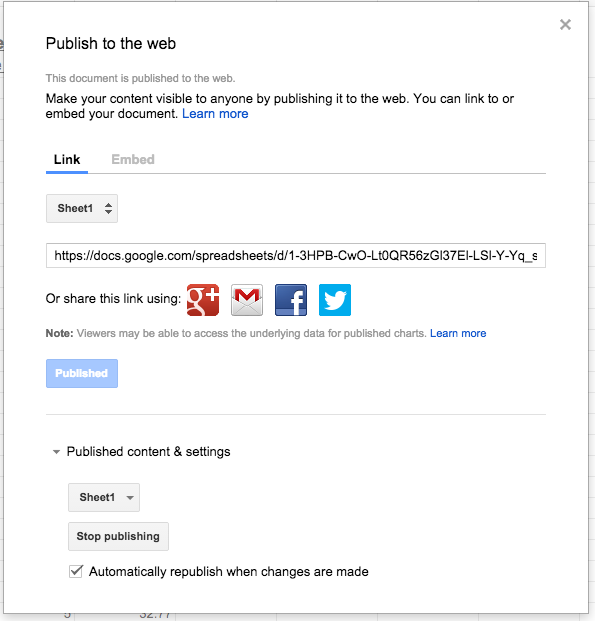 Publish to the web
This document is published to the web.
Make your content visible to anyone by publishing it to the web. You can link to or
embed your document. Learn more
Link Embed
Sheet1
https://docs.google.com/spreadsheets/d/1-3HPB-CwO-Lt0QR56zGl37El-LSl-Y-Yq_s
Or share this link using: g+ f
Note: Viewers may be able to access the underlying data for published charts. Learn more
Published
Published content & settings
Sheet1
Stop publishing
Automatically republish when changes are made
5 32.77